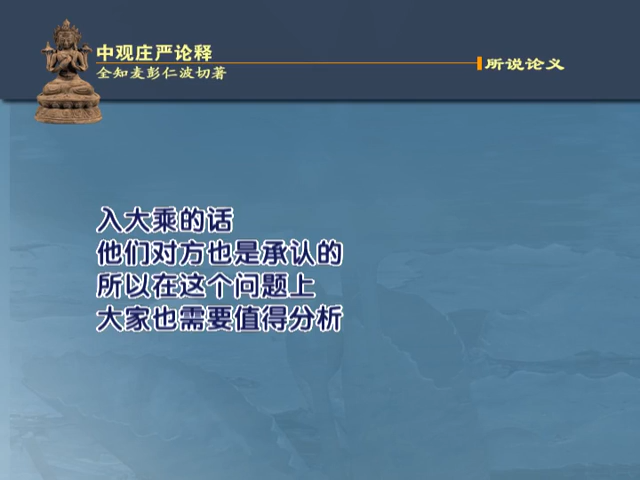 中观庄严论释
全知麦彭仁波切著
所说论义
入大乘的话
他们对方也是承认的
所以在这个问题上
大家也需要值得分析